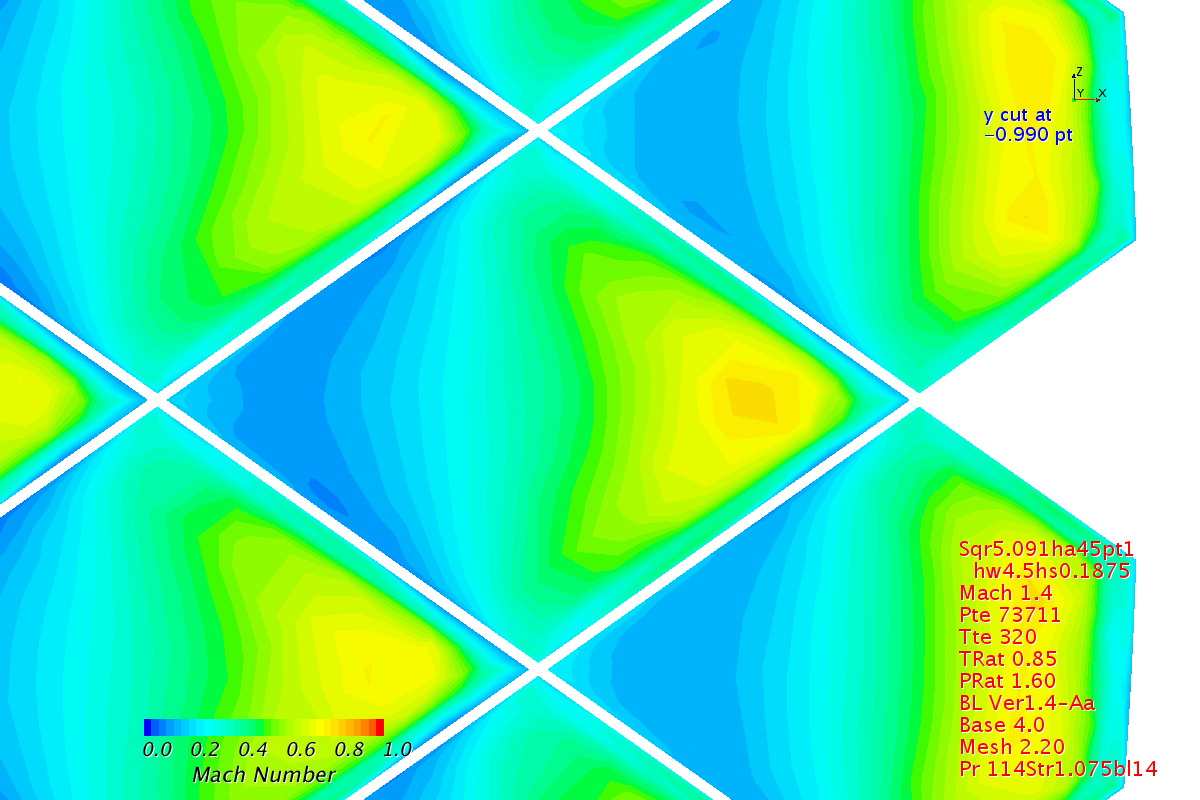 Z
Y X
y cut at
−0.990 pt
Sqr5.091ha45pt1
hw4.5hs0.1875
Mach 1.4
Pte 73711
Tte 320
TRat 0.85
PRat 1.60
BL Ver1.4−Aa
Base 4.0
Mesh 2.20
Pr 114Str1.075bl14
0.0 0.2 0.4 0.6 0.8 1.0
Mach Number